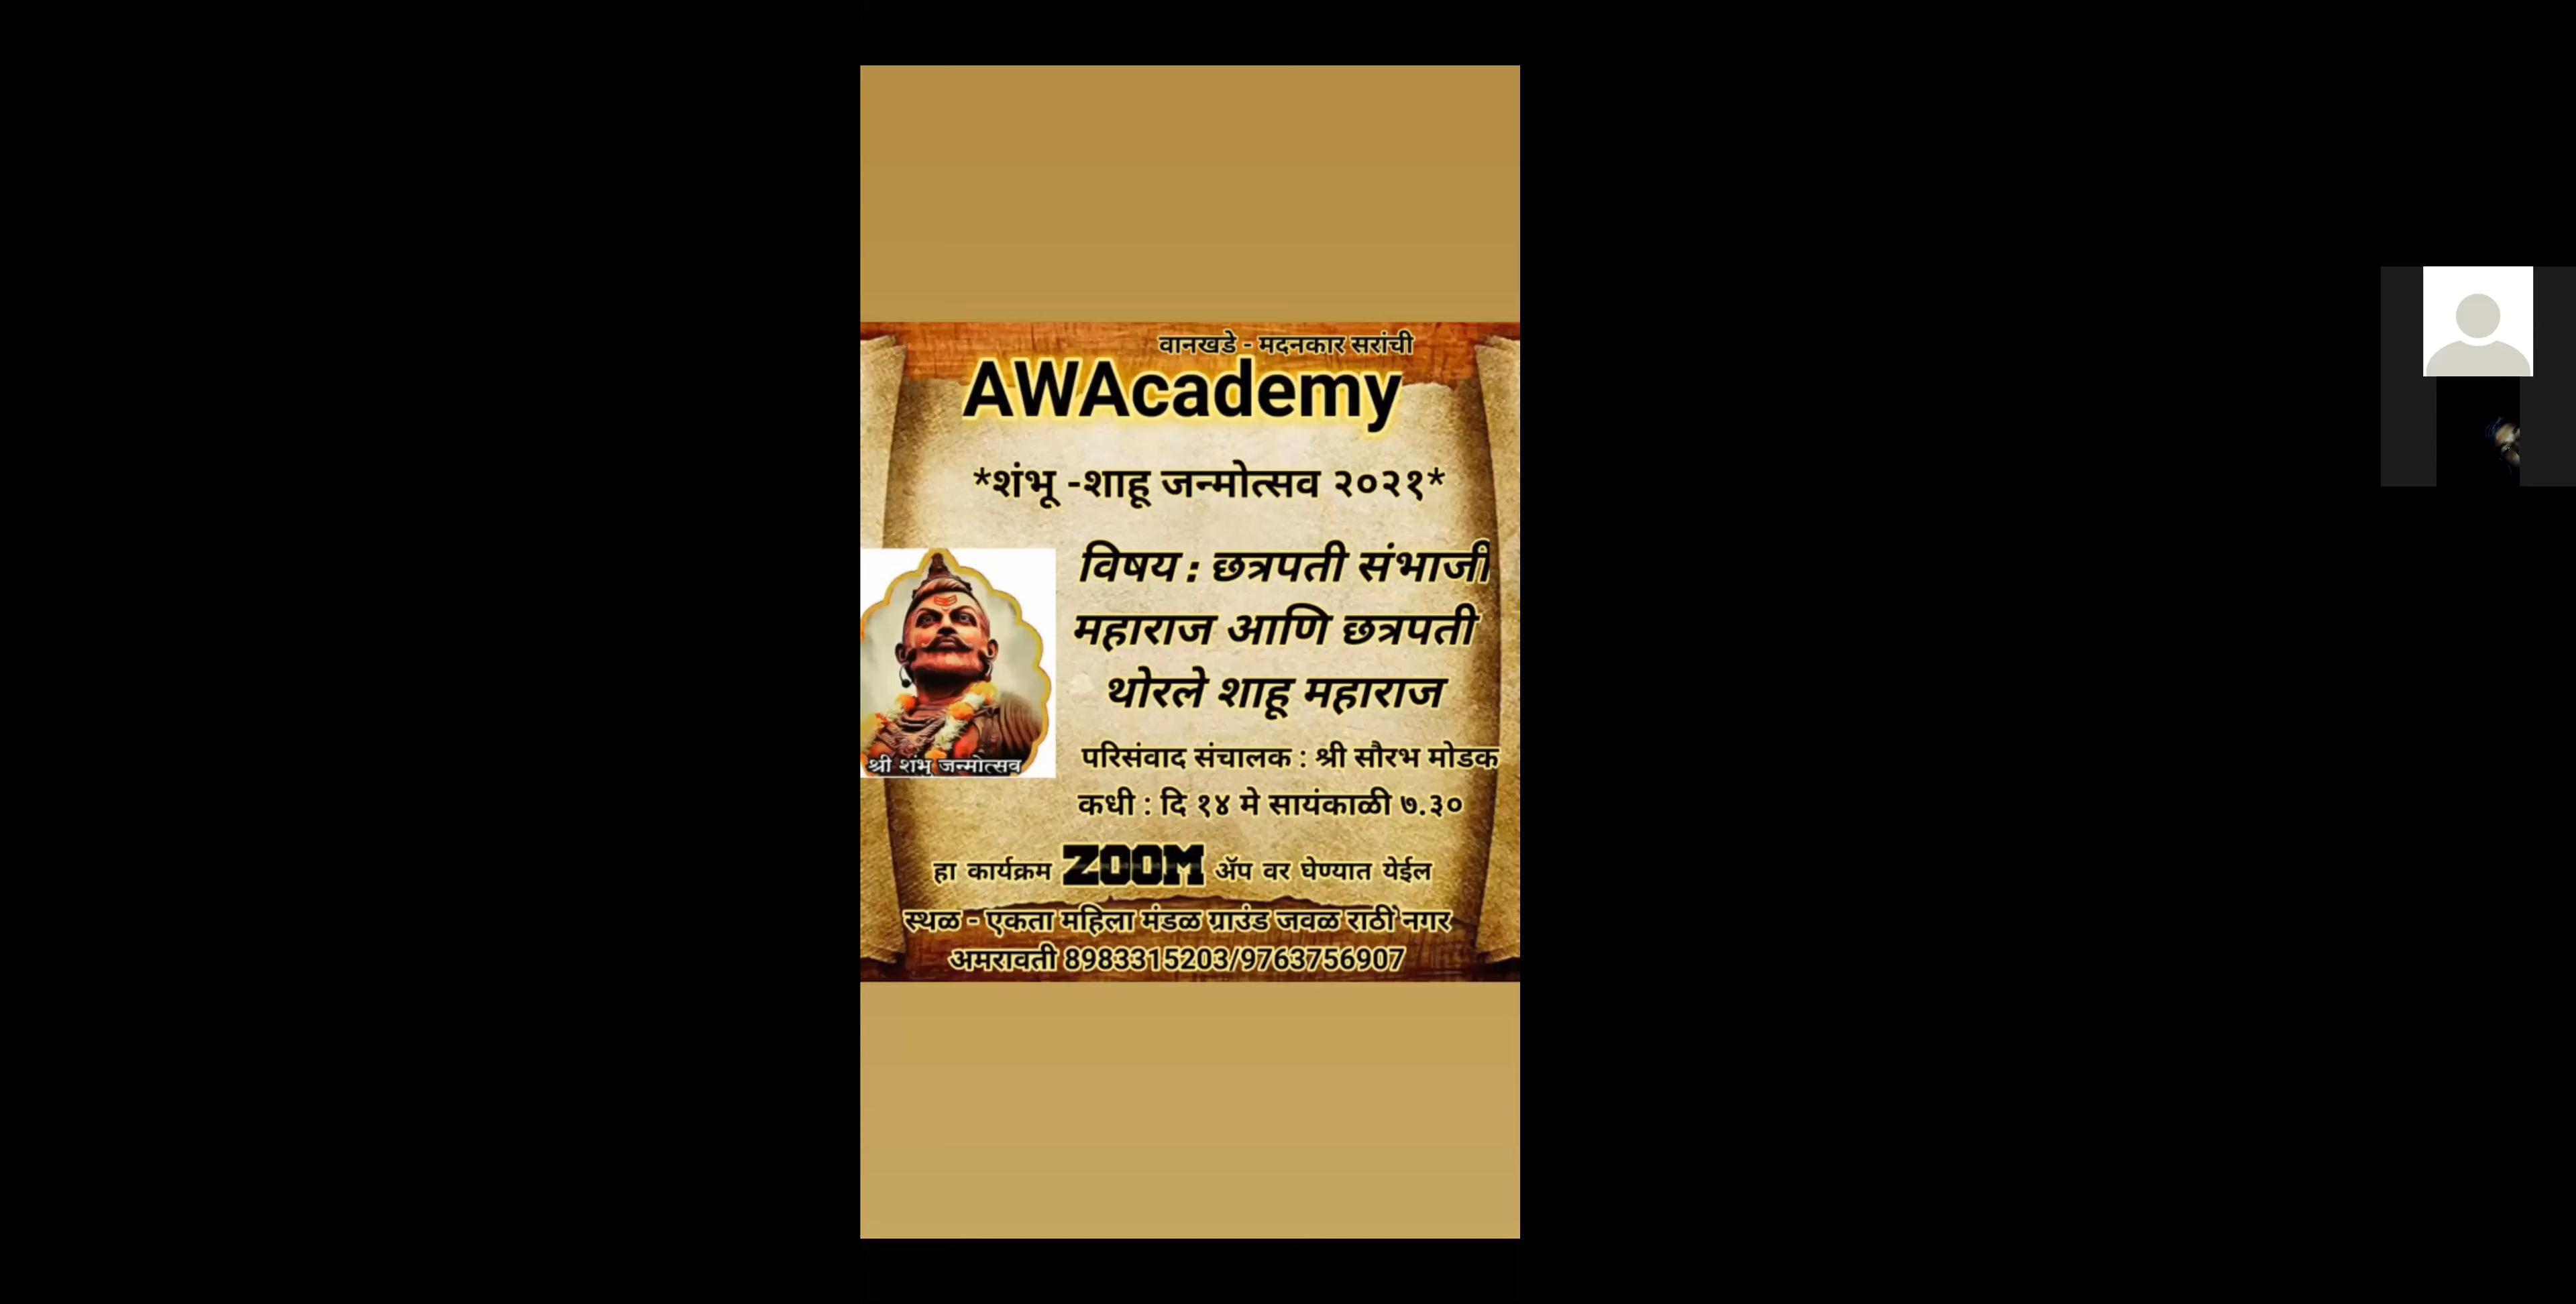 वानखडे - मदनकार सरांची
AWAcademy
*शंभू -शाहू जन्मोत्सव २०२१*
विषय : छत्रपती संभाजी
महाराज आणि छत्रपती
थोरले शाहू महाराज
श्री शंभू जन्मोत्सव
परिसंवाद संचालक : श्री सौरभ मोडक
कधी : दि १४ मे सायंकाळी ७.३०
हा कार्यक्रम ZOOM ॲप वर घेण्यात येईल
स्थळ - एकता महिला मंडळ ग्राउंड जवळ राठी नगर
अमरावती 8983315203/9763756907